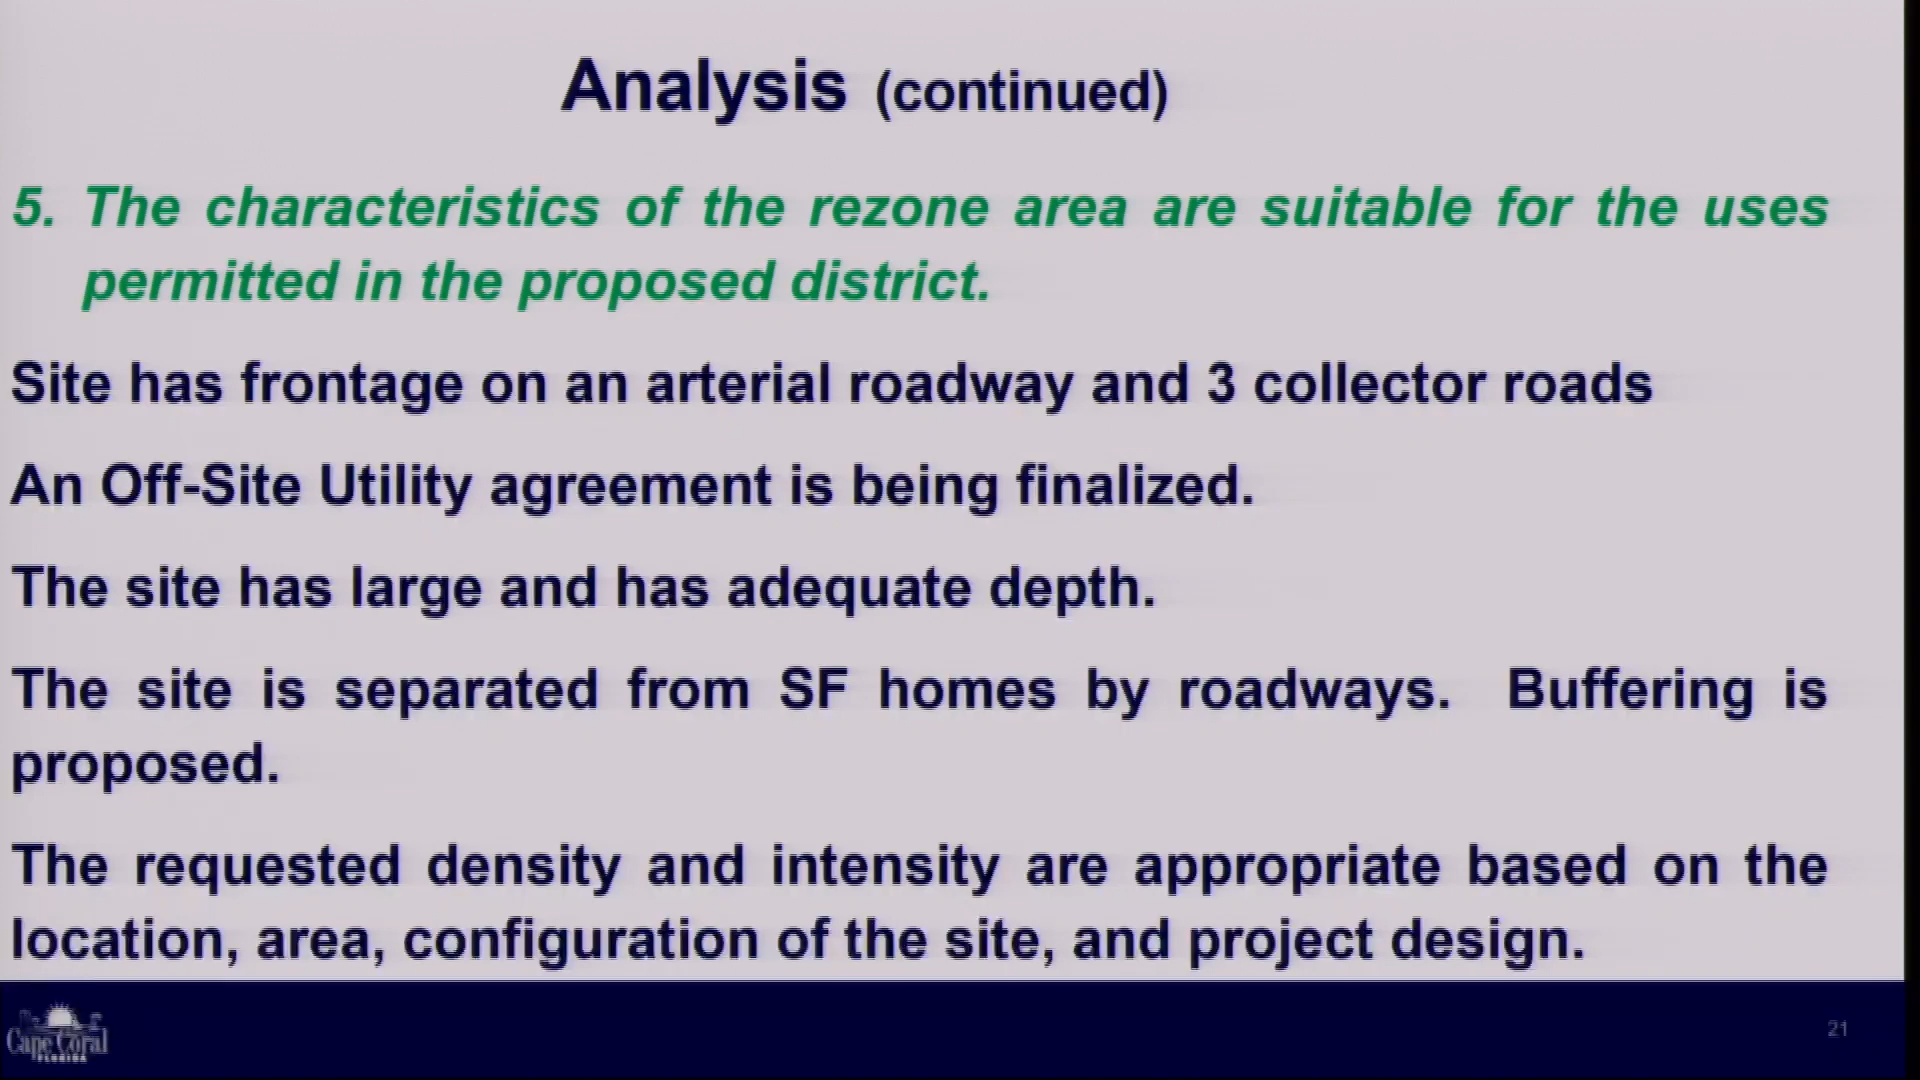 Analysis (continued)
5. The characteristics of the rezone area are suitable for the uses
permitted in the proposed district.
Site has frontage on an arterial roadway and 3 collector roads
An Off-Site Utility agreement is being finalized.
The site has large and has adequate depth.
The site is separated from SF homes by roadways. Buffering is
proposed.
The requested density and intensity are appropriate based on the
location, area, configuration of the site, and project design.
Cape Coral
FLORIDA
21